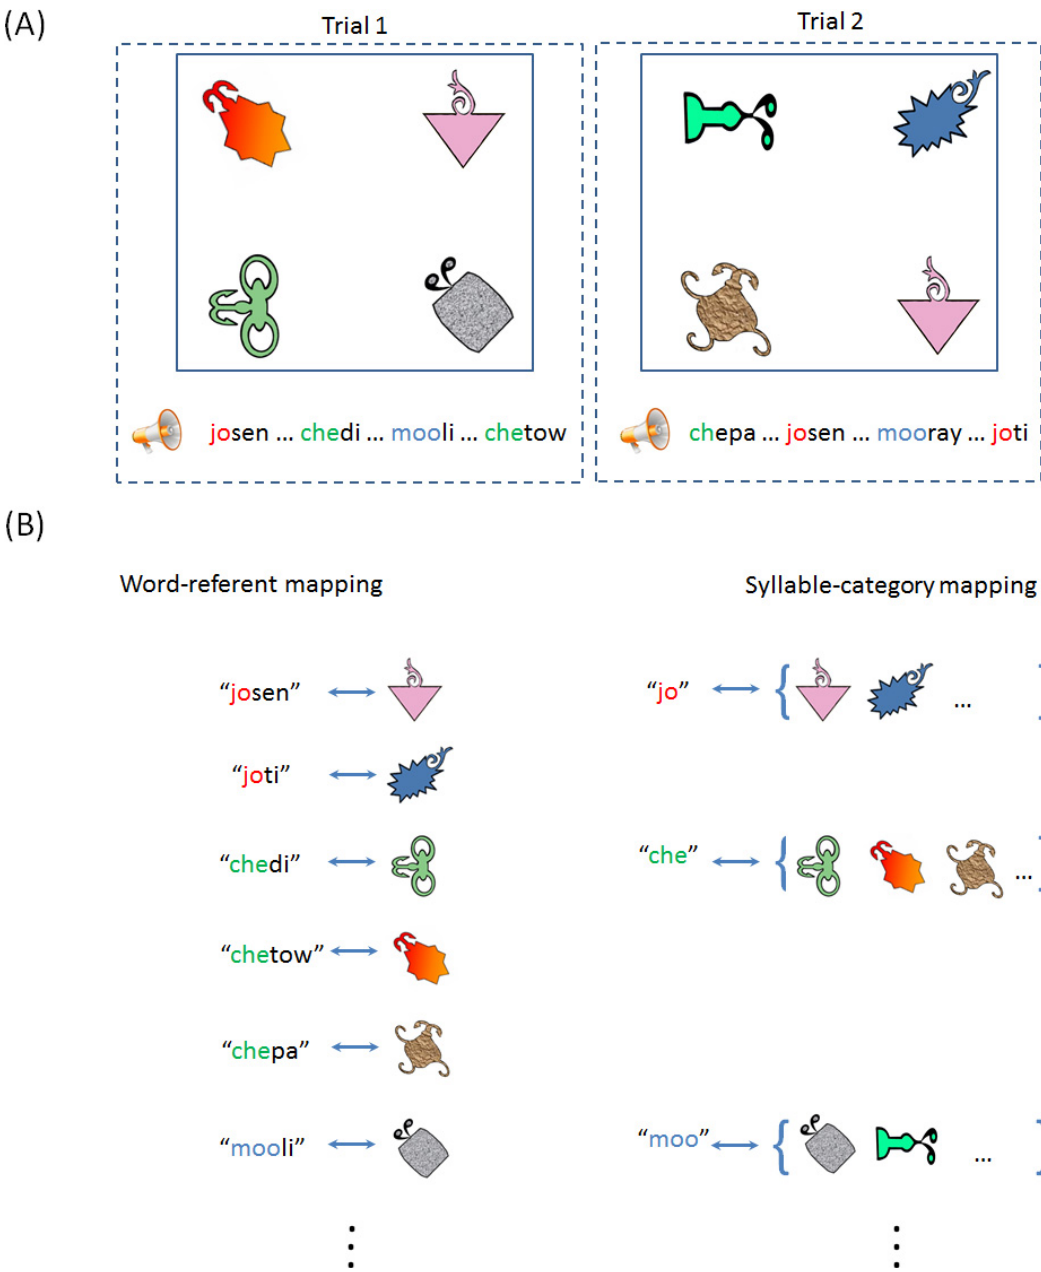 (A)
Trial 1
Trial 2
josen ... chedi ... mooli ... chetow
chepa ... josen ... mooray ... joti
(B)
Word-referent mapping
Syllable-category mapping
“josen”
“jo”
...
“joti”
“chedi”
“che”
...
“chetow”
“chepa”
“mooli”
“moo”
...